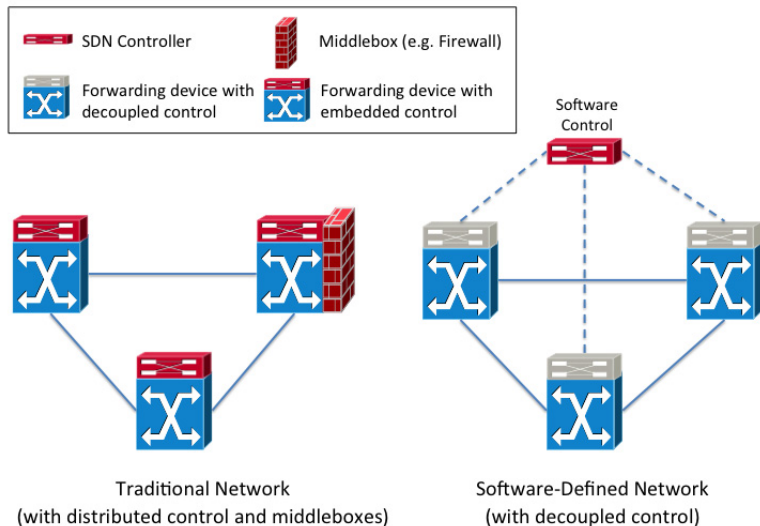 SDN Controller
Middlebox (e.g. Firewall)
Forwarding device with
decoupled control
Forwarding device with
embedded control
Software
Control
Traditional Network
(with distributed control and middleboxes)
Software-Defined Network
(with decoupled control)